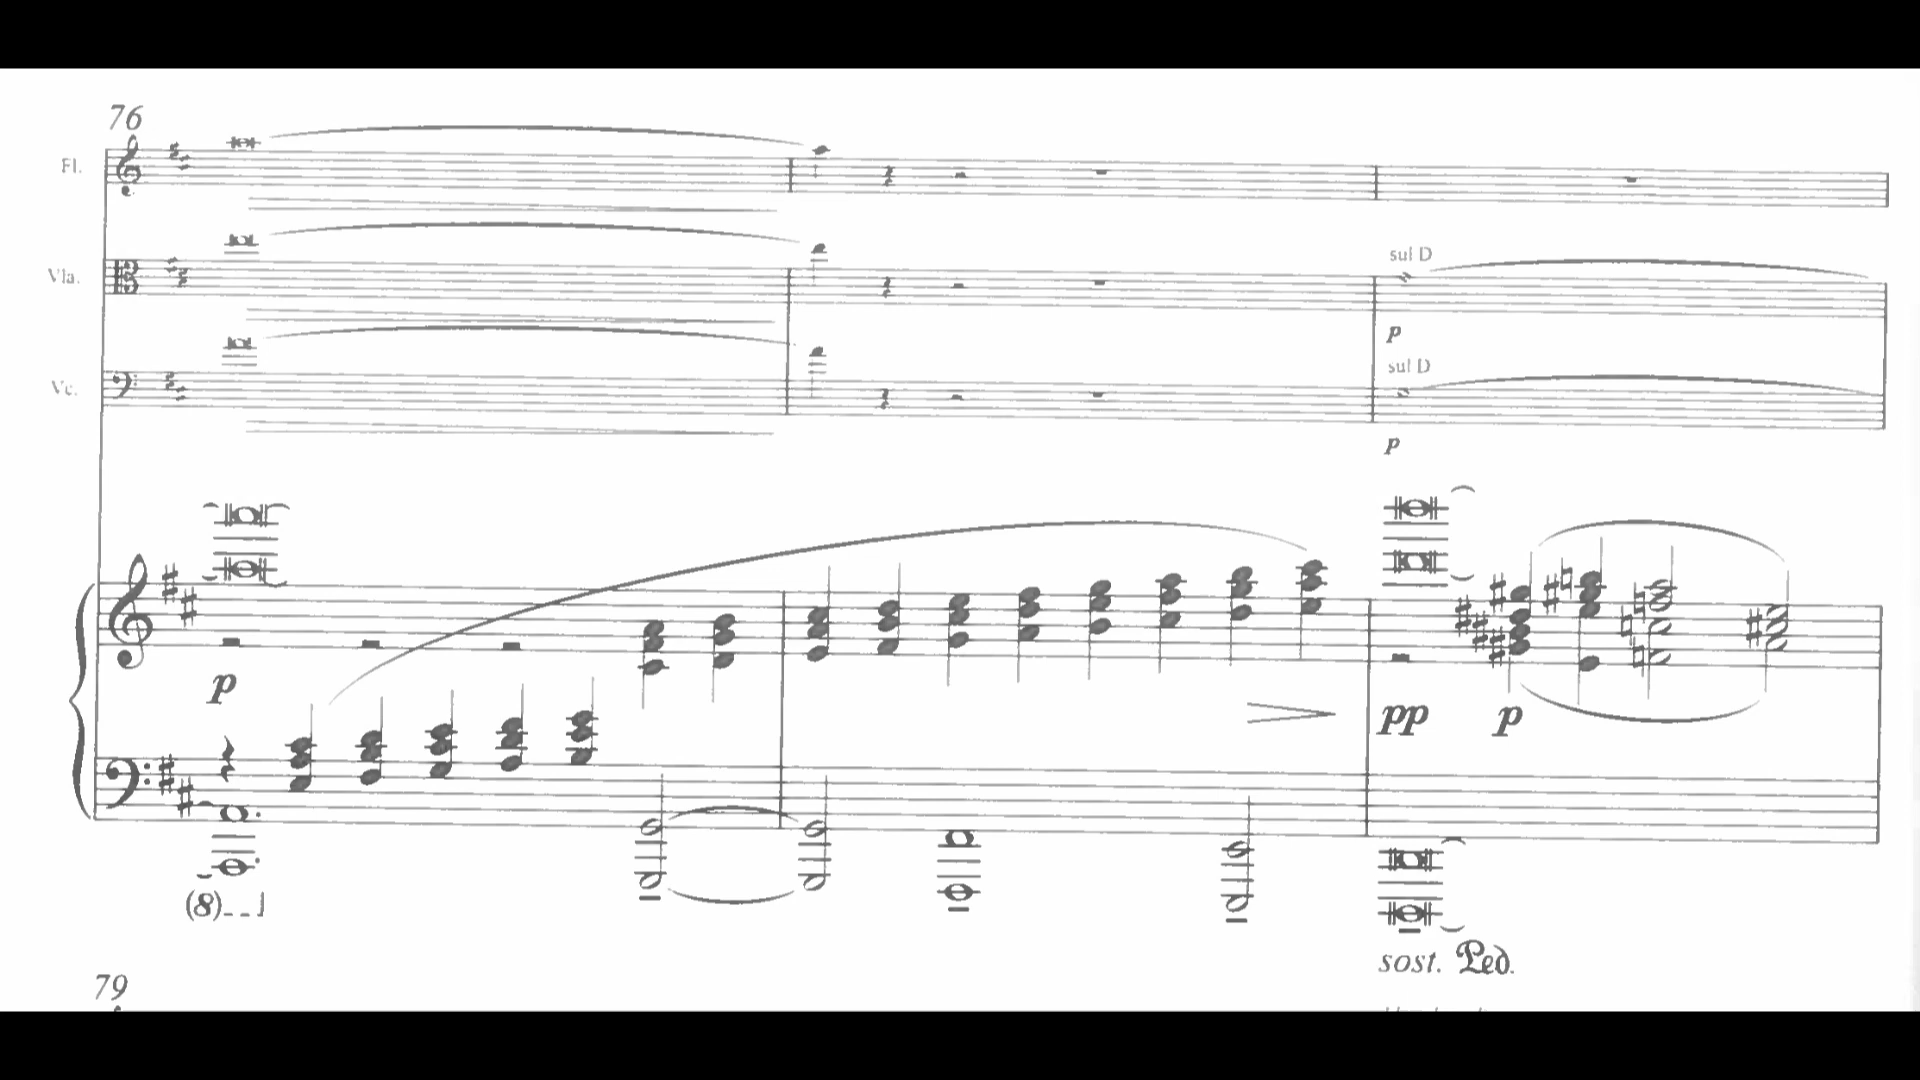 76
Fl.
Vla.
sul D
p
Vc.
sul D
p
p
pp p
(8)
sost. Ped.
79